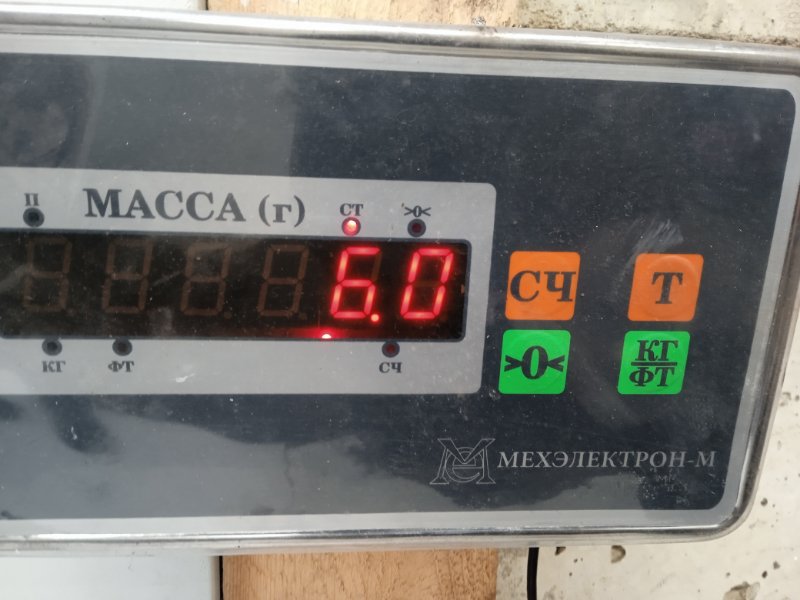 П МАССА (г) СТ >0<
6.0
КГ ФТ СЧ
СЧ Т
>0< КГ/ФТ
МЕХЭЛЕКТРОН-М